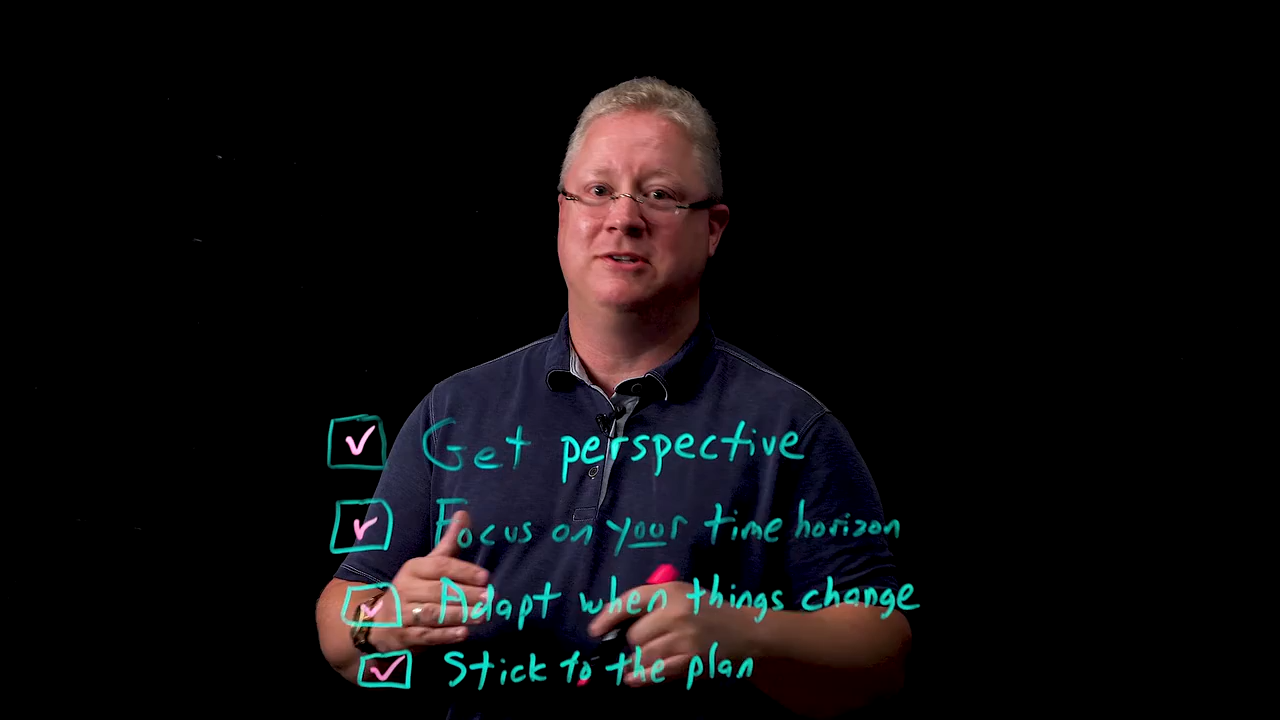 Get perspective
Focus on your time horizon
Adapt when things change
Stick to the plan